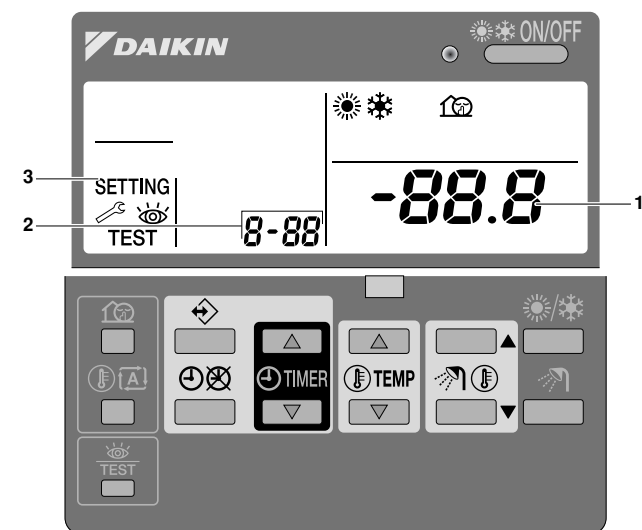 DAIKIN
ON/OFF
3
SETTING
1
-88.8
2
8-88
TEST
TIMER
TEMP
A
TEST